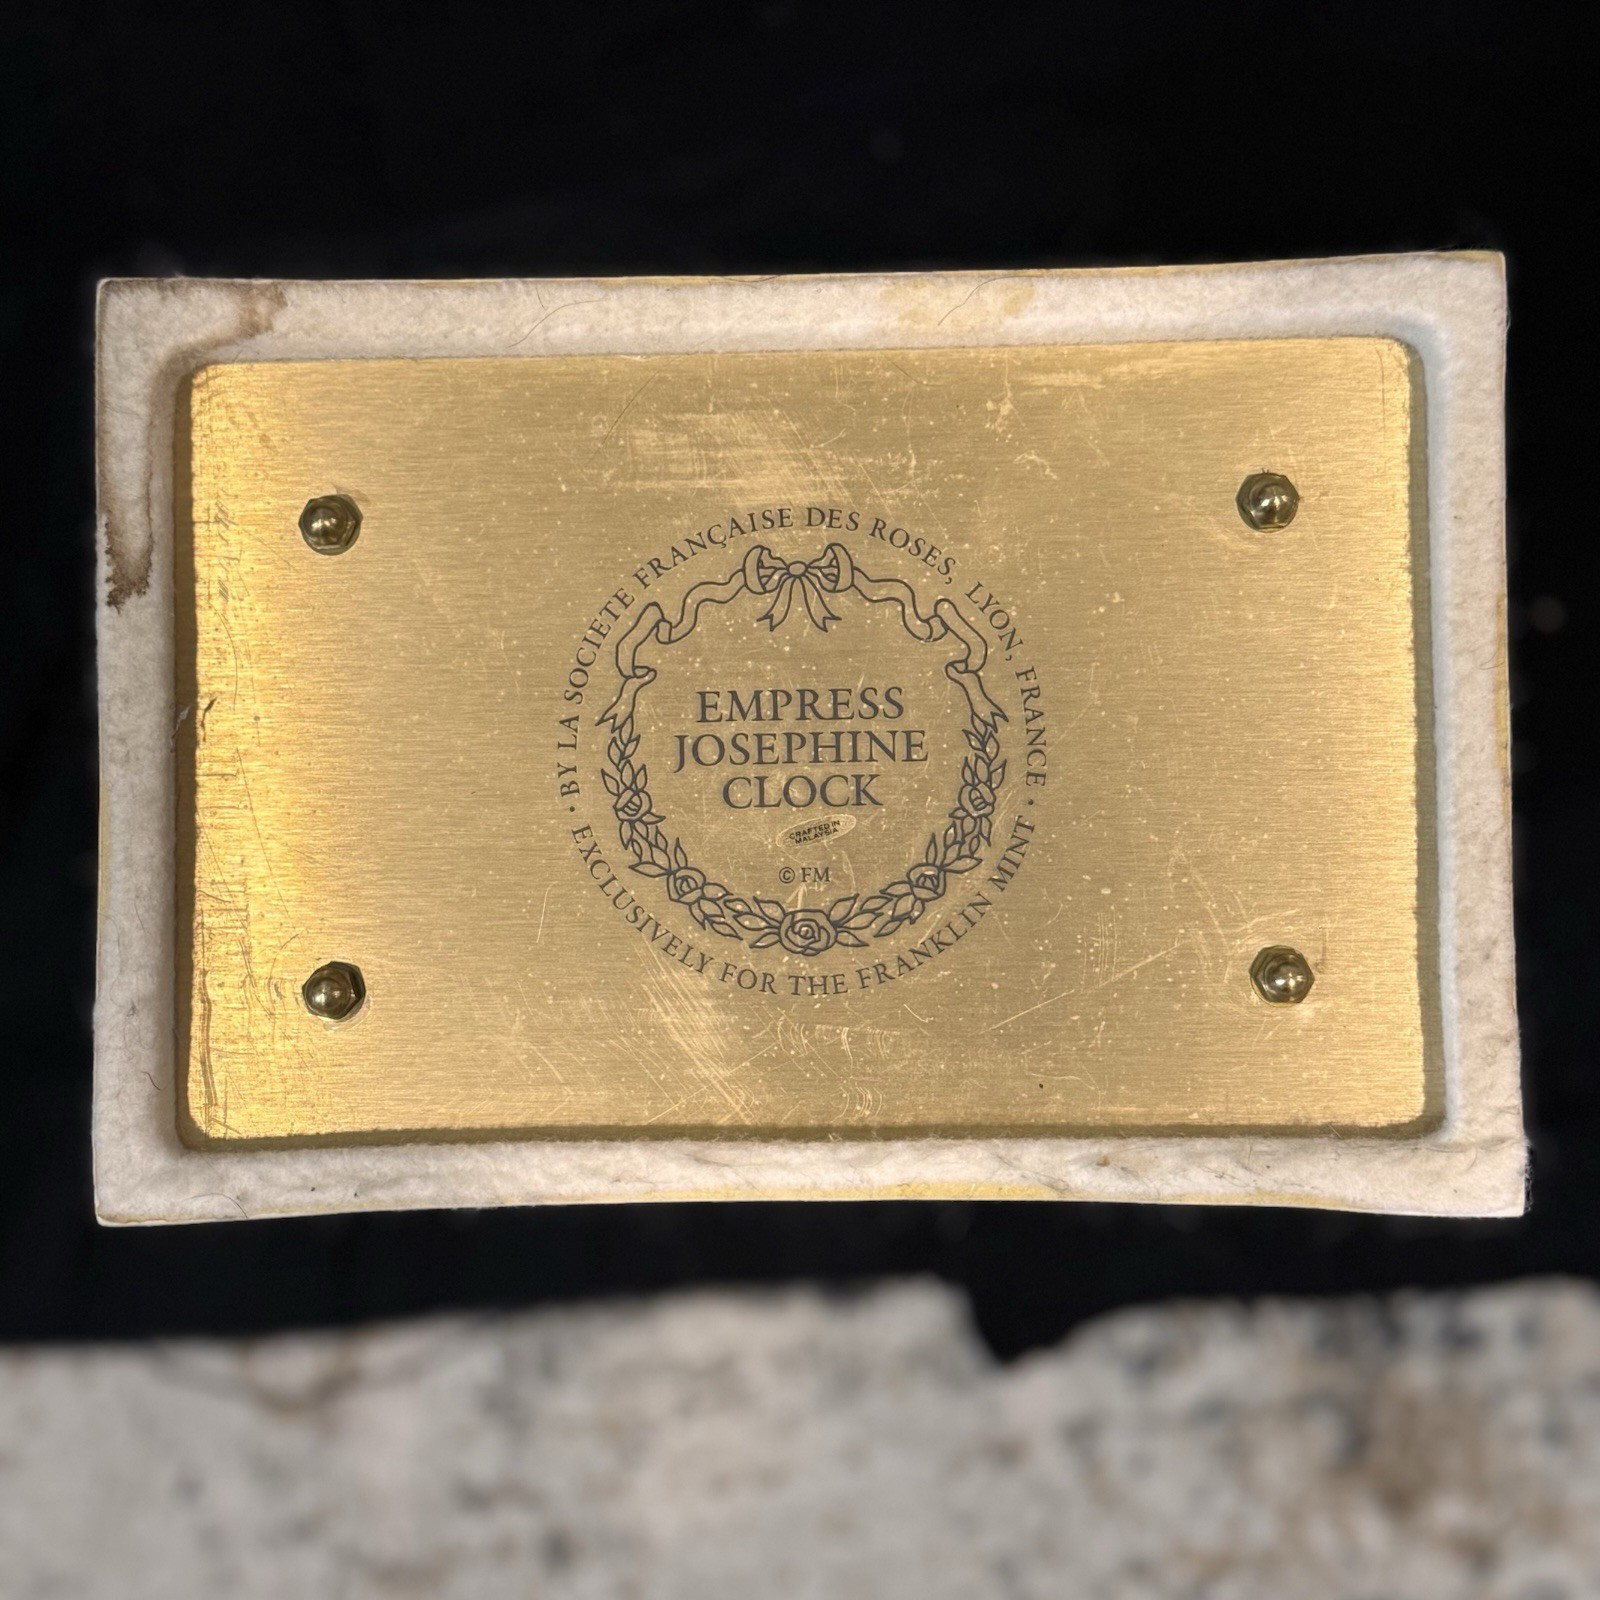 · BY LA SOCIETE FRANÇAISE DES ROSES, LYON, FRANCE ·
EMPRESS
JOSEPHINE
CLOCK
CRAFTED IN
MALAYSIA
© FM
EXCLUSIVELY FOR THE FRANKLIN MINT